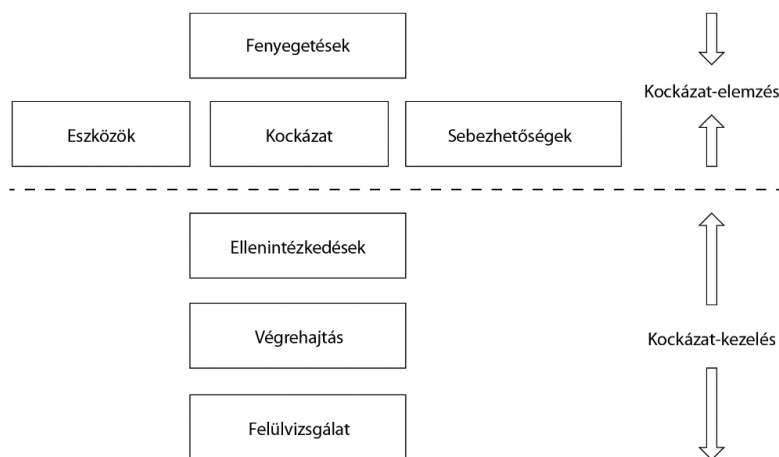 Fenyegetések
Kockázat-elemzés
Eszközök
Kockázat
Sebezhetőségek
Ellenintézkedések
Végrehajtás
Kockázat-kezelés
Felülvizsgálat